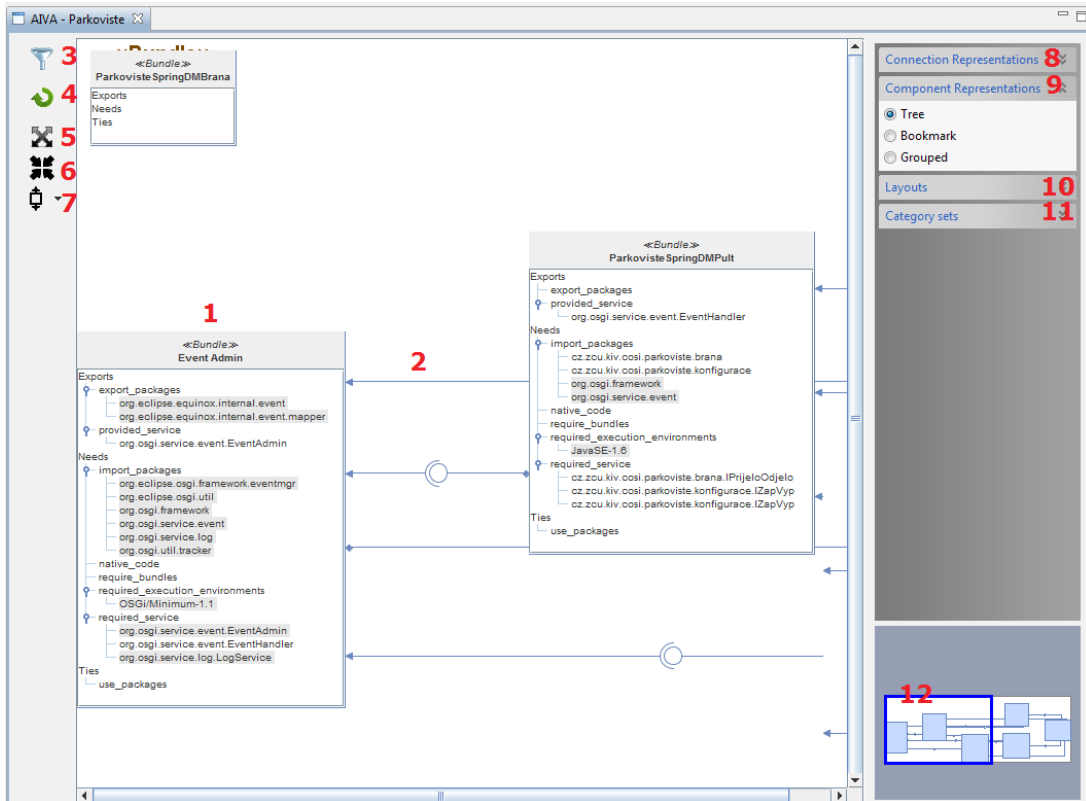 AIVA - Parkoviste
3
4
5
6
7
«Bundle»
«Bundle»
ParkovisteSpringDMBrana
Exports
Needs
Ties
1
«Bundle»
Event Admin
Exports
export_packages
org.eclipse.equinox.internal.event
org.eclipse.equinox.internal.event.mapper
provided_service
org.osgi.service.event.EventAdmin
Needs
import_packages
org.eclipse.osgi.framework.eventmgr
org.eclipse.osgi.util
org.osgi.framework
org.osgi.service.event
org.osgi.service.log
org.osgi.util.tracker
native_code
require_bundles
required_execution_environments
OSGi/Minimum-1.1
required_service
org.osgi.service.event.EventAdmin
org.osgi.service.event.EventHandler
org.osgi.service.log.LogService
Ties
use_packages
2
«Bundle»
ParkovisteSpringDMPult
Exports
export_packages
provided_service
org.osgi.service.event.EventHandler
Needs
import_packages
cz.zcu.kiv.cosi.parkoviste.brana
cz.zcu.kiv.cosi.parkoviste.konfigurace
org.osgi.framework
org.osgi.service.event
native_code
require_bundles
required_execution_environments
JavaSE-1.6
required_service
cz.zcu.kiv.cosi.parkoviste.brana.IPrijeloOdjelo
cz.zcu.kiv.cosi.parkoviste.konfigurace.IZapVyp
cz.zcu.kiv.cosi.parkoviste.konfigurace.IZapVyp
Ties
use_packages
Connection Representations 8
Component Representations 9
Tree
Bookmark
Grouped
Layouts 10
Category sets 11
12